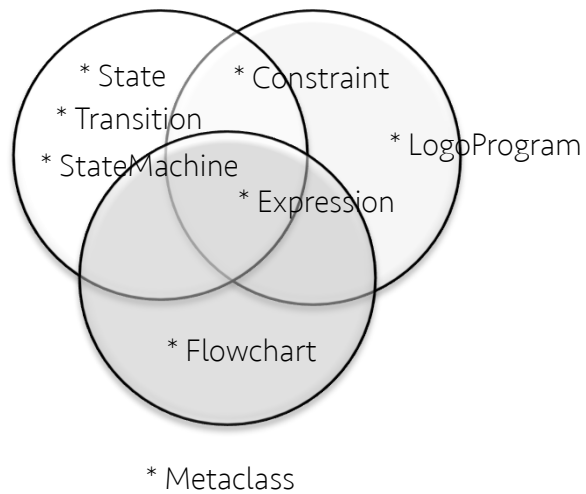 * State
* Constraint
* Transition
* LogoProgram
* StateMachine
* Expression
* Flowchart
* Metaclass